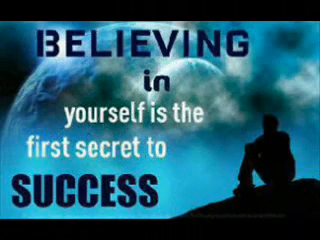 BELIEVING
in
yourself is the
first secret to
SUCCESS